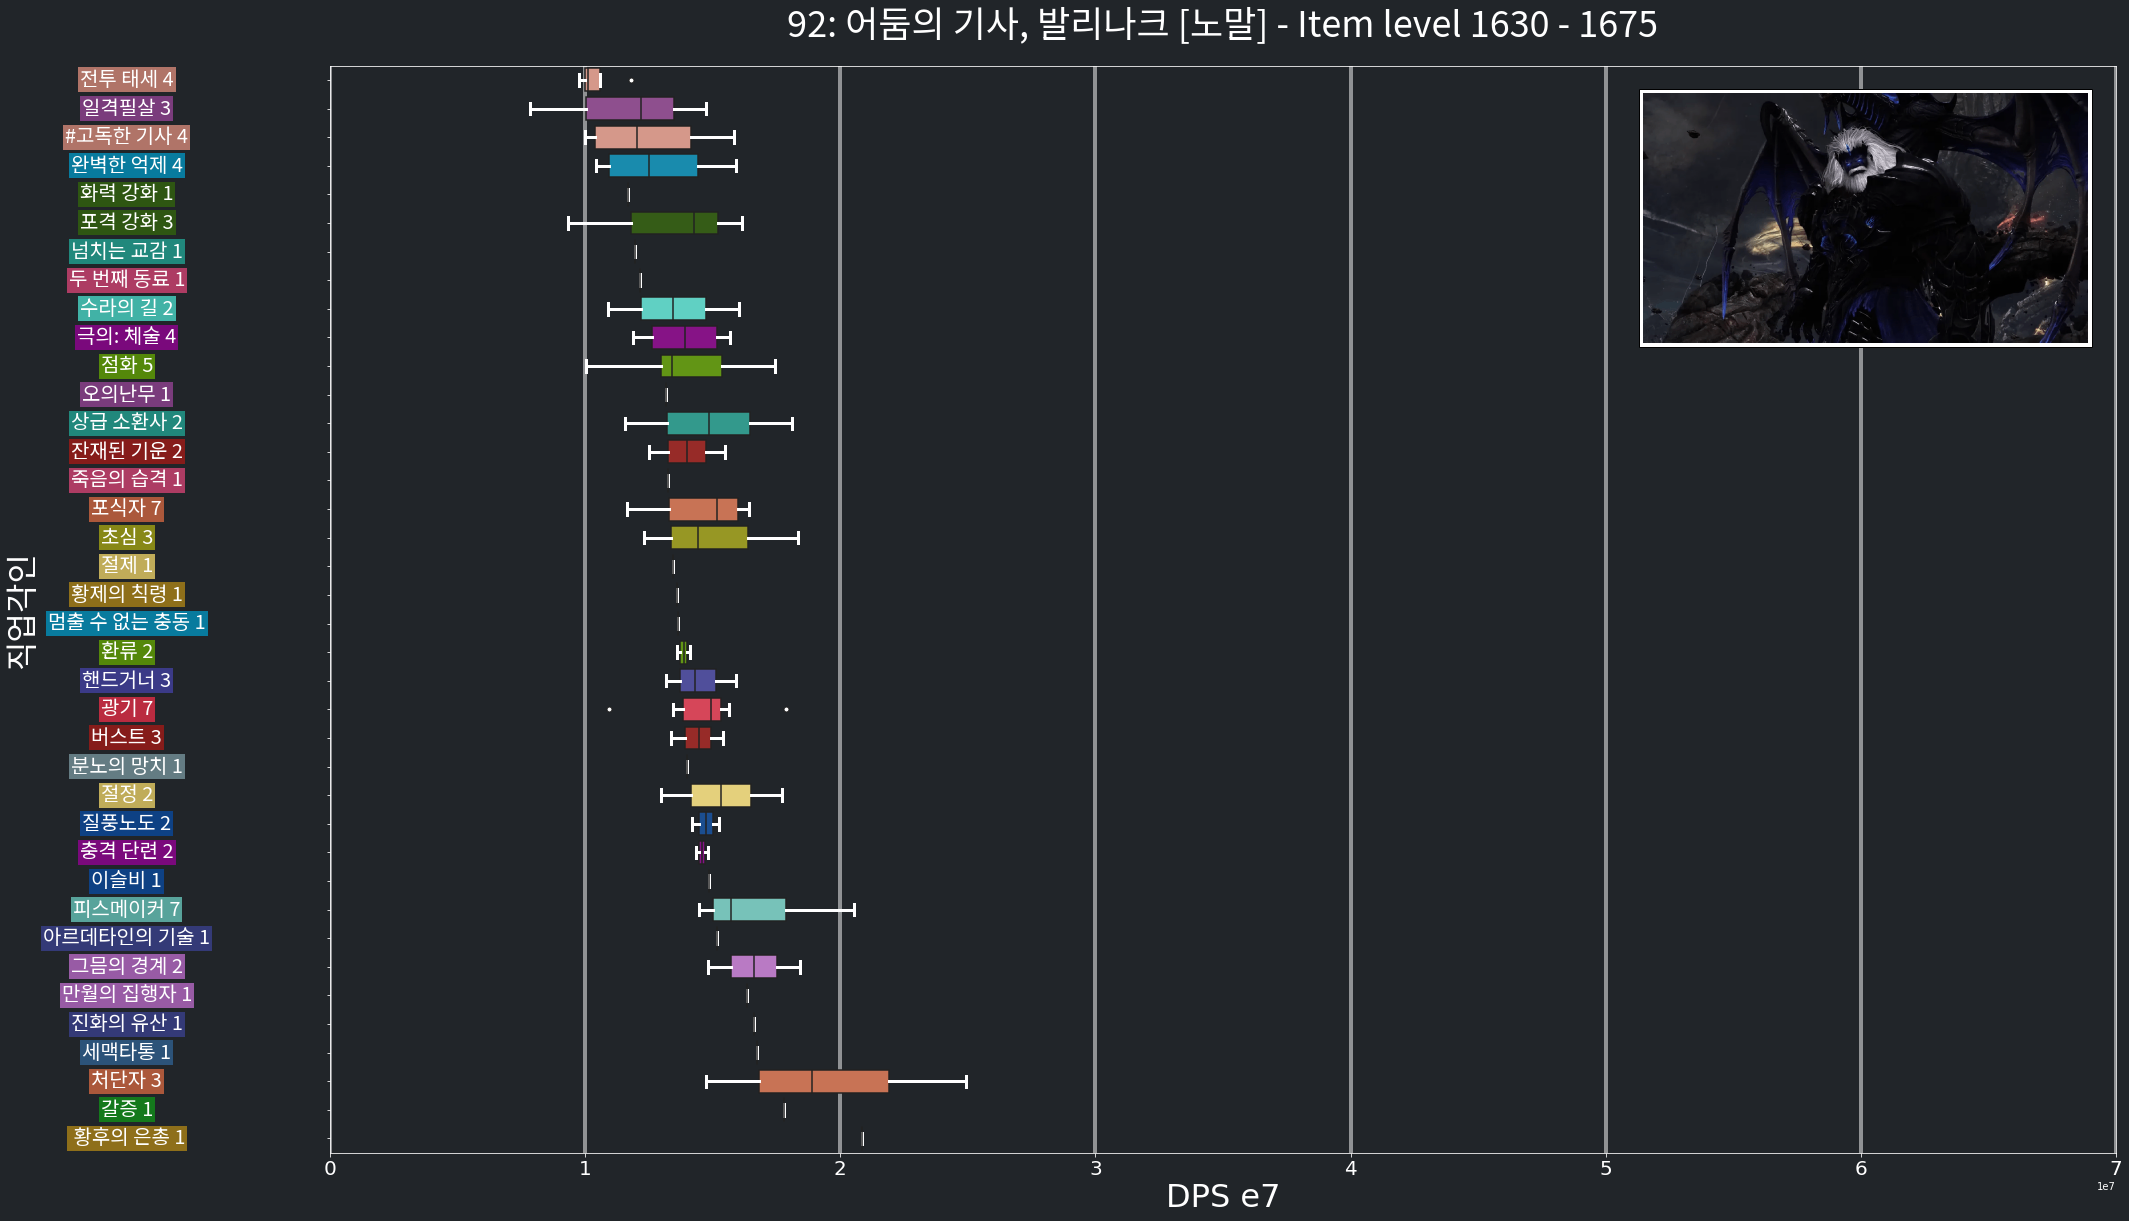 92: 어둠의 기사, 발리나크 [노말] - Item level 1630 - 1675
직업각인
전투 태세 4
일격필살 3
#고독한 기사 4
완벽한 억제 4
화력 강화 1
포격 강화 3
넘치는 교감 1
두 번째 동료 1
수라의 길 2
극의: 체술 4
점화 5
오의난무 1
상급 소환사 2
잔재된 기운 2
죽음의 습격 1
포식자 7
초심 3
절제 1
황제의 칙령 1
멈출 수 없는 충동 1
환류 2
핸드거너 3
광기 7
버스트 3
분노의 망치 1
절정 2
질풍노도 2
충격 단련 2
이슬비 1
피스메이커 7
아르데타인의 기술 1
그믐의 경계 2
만월의 집행자 1
진화의 유산 1
세맥타통 1
처단자 3
갈증 1
황후의 은총 1
0 1 2 3 4 5 6 7
1e7
DPS e7